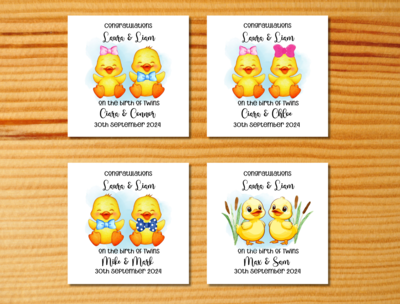 Congratulations
Laura & Liam
on the birth of Twins
Ciara & Connor
30th September 2024
Congratulations
Laura & Liam
on the birth of Twins
Ciara & Chloe
30th September 2024
Congratulations
Laura & Liam
on the birth of Twins
Mike & Mark
30th September 2024
Congratulations
Laura & Liam
on the birth of Twins
Max & Sam
30th September 2024